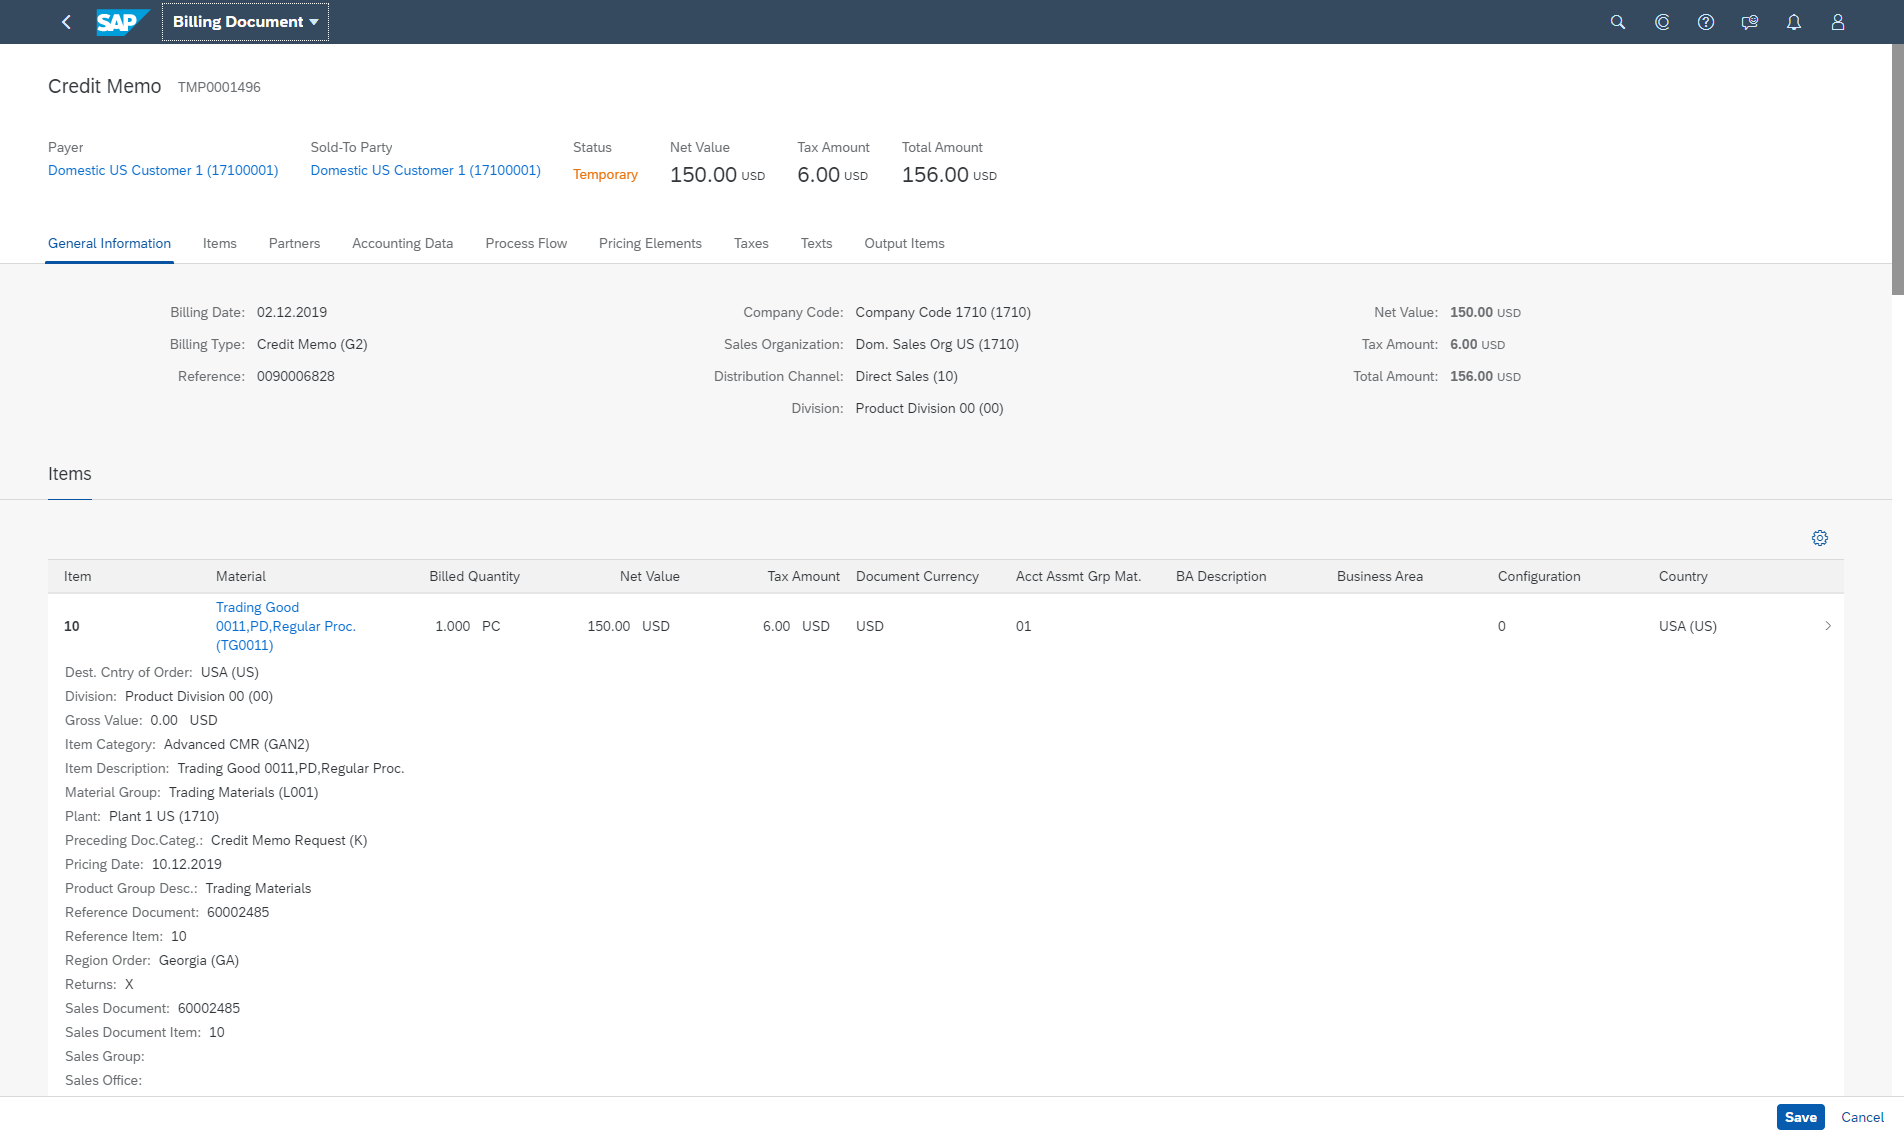 SAP Billing Document
Credit Memo TMP0001496
Payer Sold-To Party Status Net Value Tax Amount Total Amount
Domestic US Customer 1 (17100001) Domestic US Customer 1 (17100001) Temporary 150.00 USD 6.00 USD 156.00 USD
General Information Items Partners Accounting Data Process Flow Pricing Elements Taxes Texts Output Items
Billing Date: 02.12.2019 Company Code: Company Code 1710 (1710) Net Value: 150.00 USD
Billing Type: Credit Memo (G2) Sales Organization: Dom. Sales Org US (1710) Tax Amount: 6.00 USD
Reference: 0090006828 Distribution Channel: Direct Sales (10) Total Amount: 156.00 USD
Division: Product Division 00 (00)
Items
Item Material Billed Quantity Net Value Tax Amount Document Currency Acct Assmt Grp Mat. BA Description Business Area Configuration Country
Trading Good
10 0011,PD,Regular Proc. 1.000 PC 150.00 USD 6.00 USD USD 01 0 USA (US)
(TG0011)
Dest. Cntry of Order: USA (US)
Division: Product Division 00 (00)
Gross Value: 0.00 USD
Item Category: Advanced CMR (GAN2)
Item Description: Trading Good 0011,PD,Regular Proc.
Material Group: Trading Materials (L001)
Plant: Plant 1 US (1710)
Preceding Doc.Categ.: Credit Memo Request (K)
Pricing Date: 10.12.2019
Product Group Desc.: Trading Materials
Reference Document: 60002485
Reference Item: 10
Region Order: Georgia (GA)
Returns: X
Sales Document: 60002485
Sales Document Item: 10
Sales Group:
Sales Office:
Save Cancel